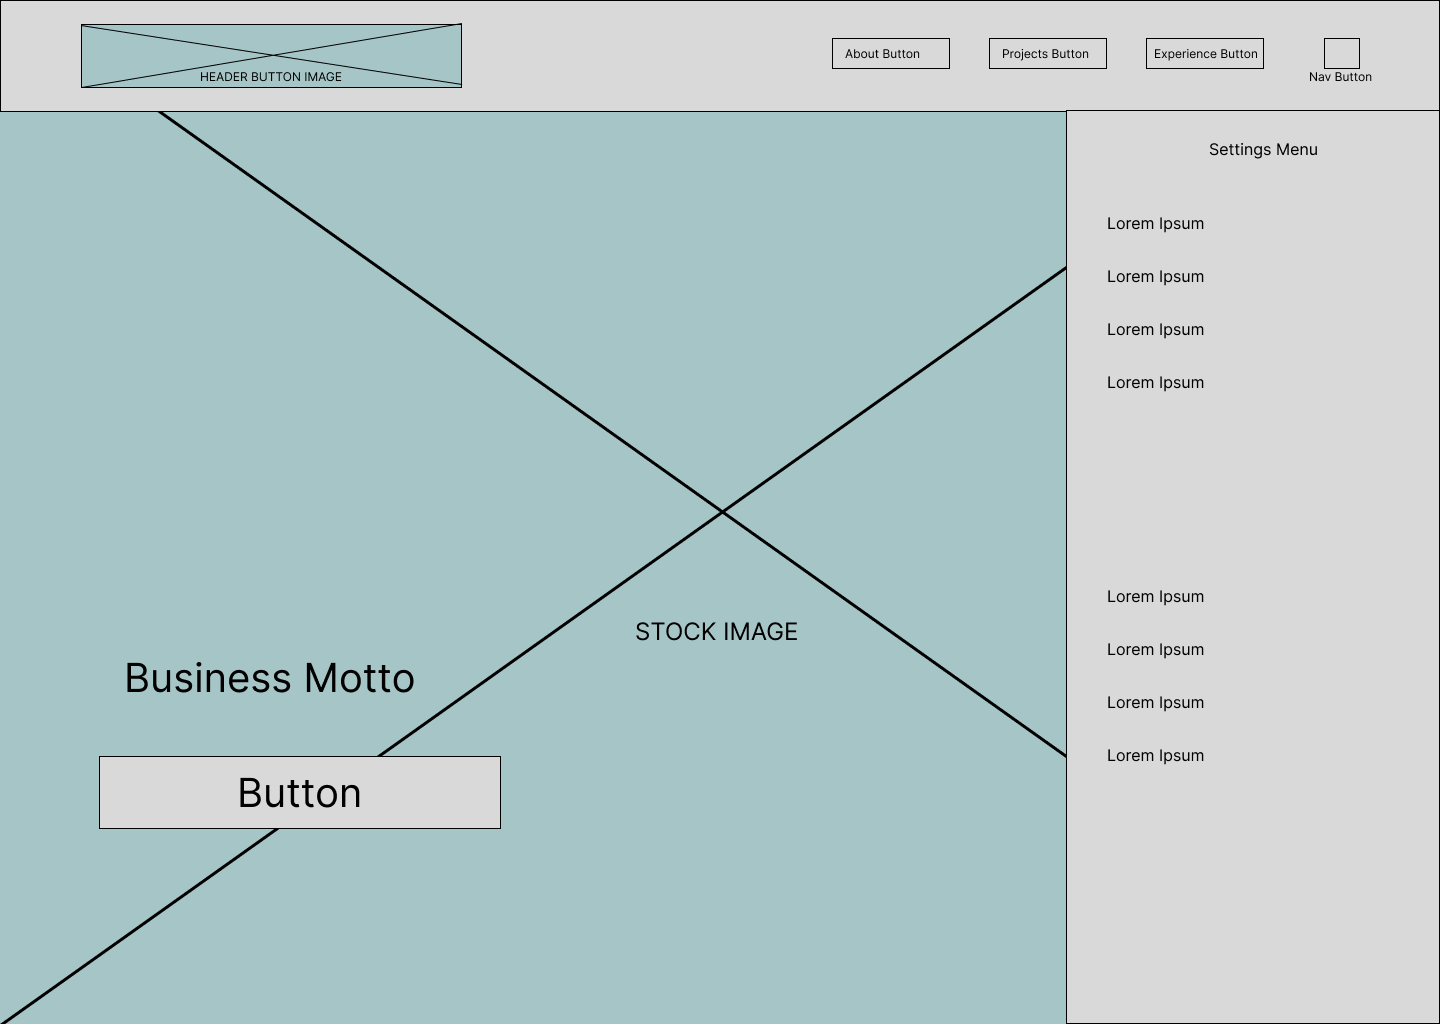 HEADER BUTTON IMAGE
About Button
Projects Button
Experience Button
Nav Button
Settings Menu
Lorem Ipsum
Lorem Ipsum
Lorem Ipsum
Lorem Ipsum
Lorem Ipsum
Lorem Ipsum
Lorem Ipsum
Lorem Ipsum
STOCK IMAGE
Business Motto
Button